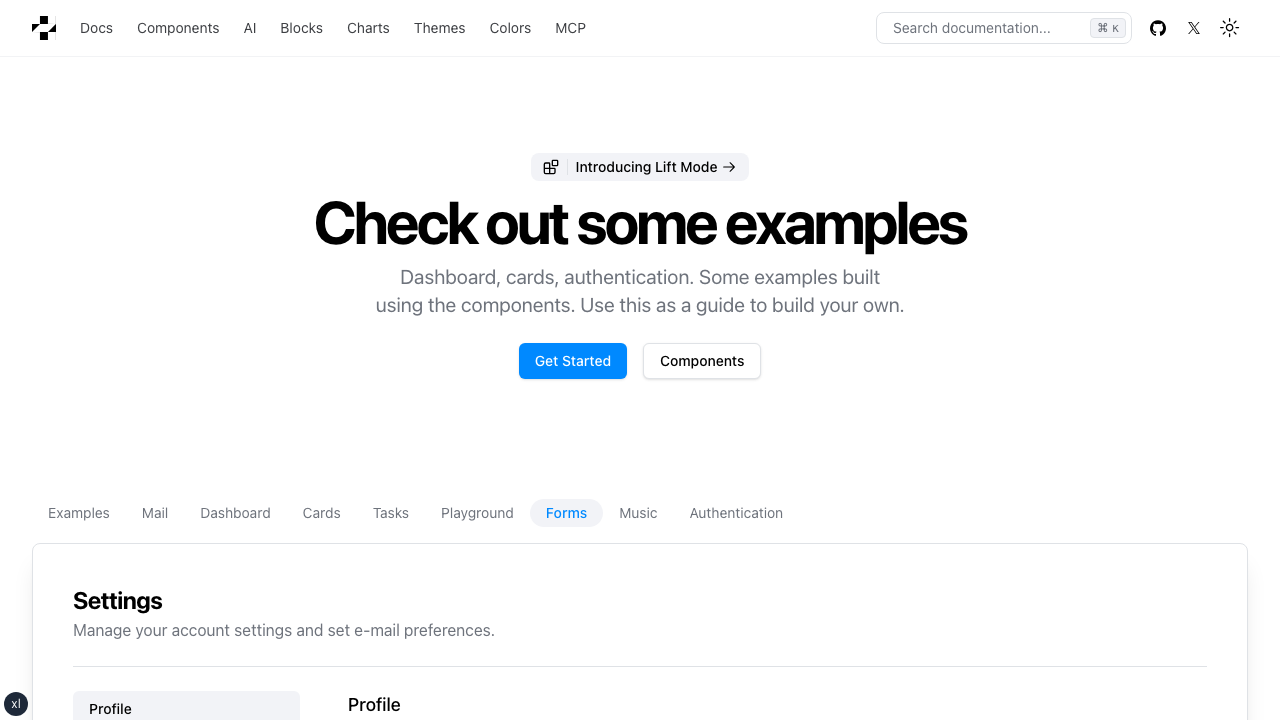 Docs Components AI Blocks Charts Themes Colors MCP Search documentation... ⌘ K
Introducing Lift Mode →
Check out some examples
Dashboard, cards, authentication. Some examples built
using the components. Use this as a guide to build your own.
Get Started Components
Examples Mail Dashboard Cards Tasks Playground Forms Music Authentication
Settings
Manage your account settings and set e-mail preferences.
Profile Profile
xl